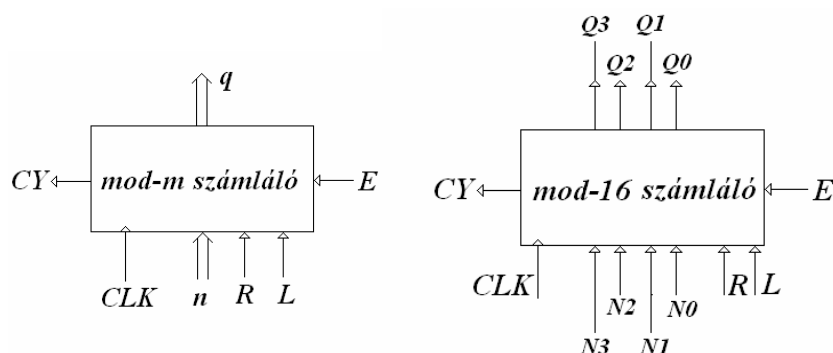 q
CY
mod-m számláló
E
CLK
n
R
L
Q3
Q1
Q2
Q0
CY
mod-16 számláló
E
CLK
N2
N0
R
L
N3
N1